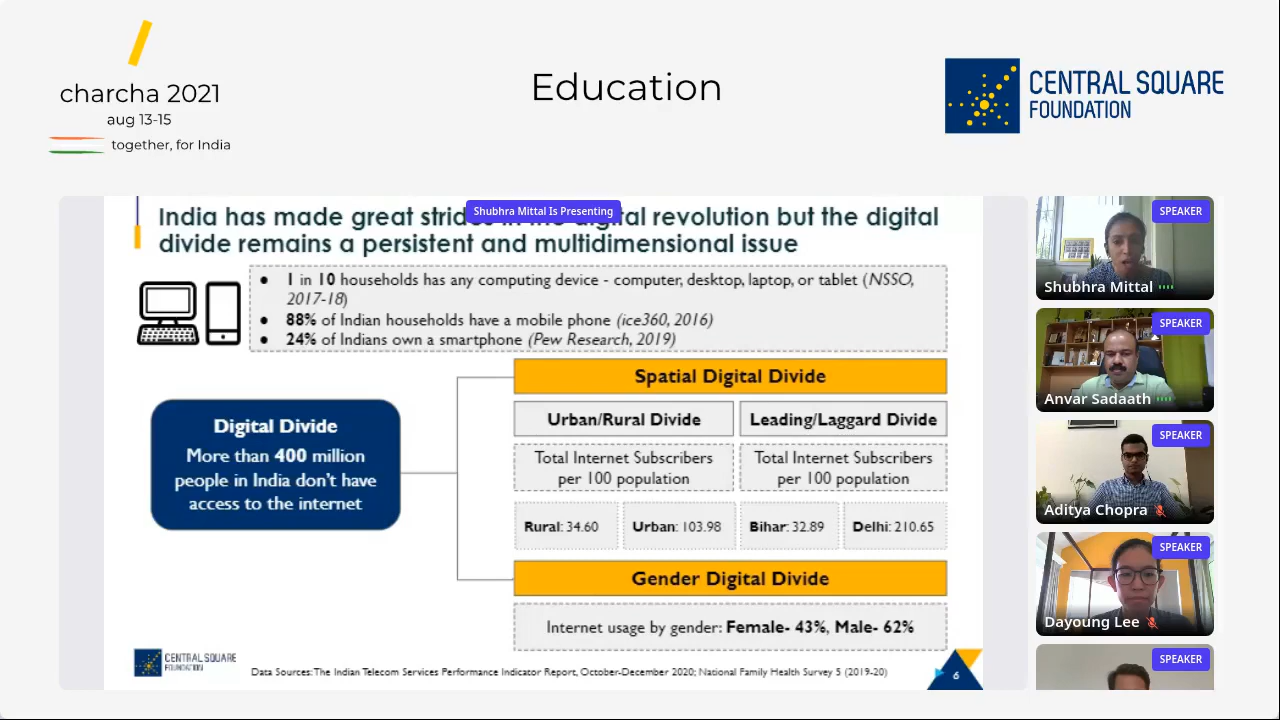 charcha 2021
aug 13-15
together, for India
Education
CENTRAL SQUARE
FOUNDATION
Shubhra Mittal Is Presenting
India has made great strides in the digital revolution but the digital
divide remains a persistent and multidimensional issue
● 1 in 10 households has any computing device - computer, desktop, laptop, or tablet (NSSO,
2017-18)
● 88% of Indian households have a mobile phone (ice360, 2016)
● 24% of Indians own a smartphone (Pew Research, 2019)
Digital Divide
More than 400 million
people in India don't have
access to the internet
Spatial Digital Divide
Urban/Rural Divide
Leading/Laggard Divide
Total Internet Subscribers
per 100 population
Total Internet Subscribers
per 100 population
Rural: 34.60
Urban: 103.98
Bihar: 32.89
Delhi: 210.65
Gender Digital Divide
Internet usage by gender: Female- 43%, Male- 62%
CENTRAL SQUARE
FOUNDATION
Data Sources: The Indian Telecom Services Performance Indicator Report, October-December 2020; National Family Health Survey 5 (2019-20)
6
SPEAKER
Shubhra Mittal
SPEAKER
Anvar Sadaath
SPEAKER
Aditya Chopra
SPEAKER
Dayoung Lee
SPEAKER